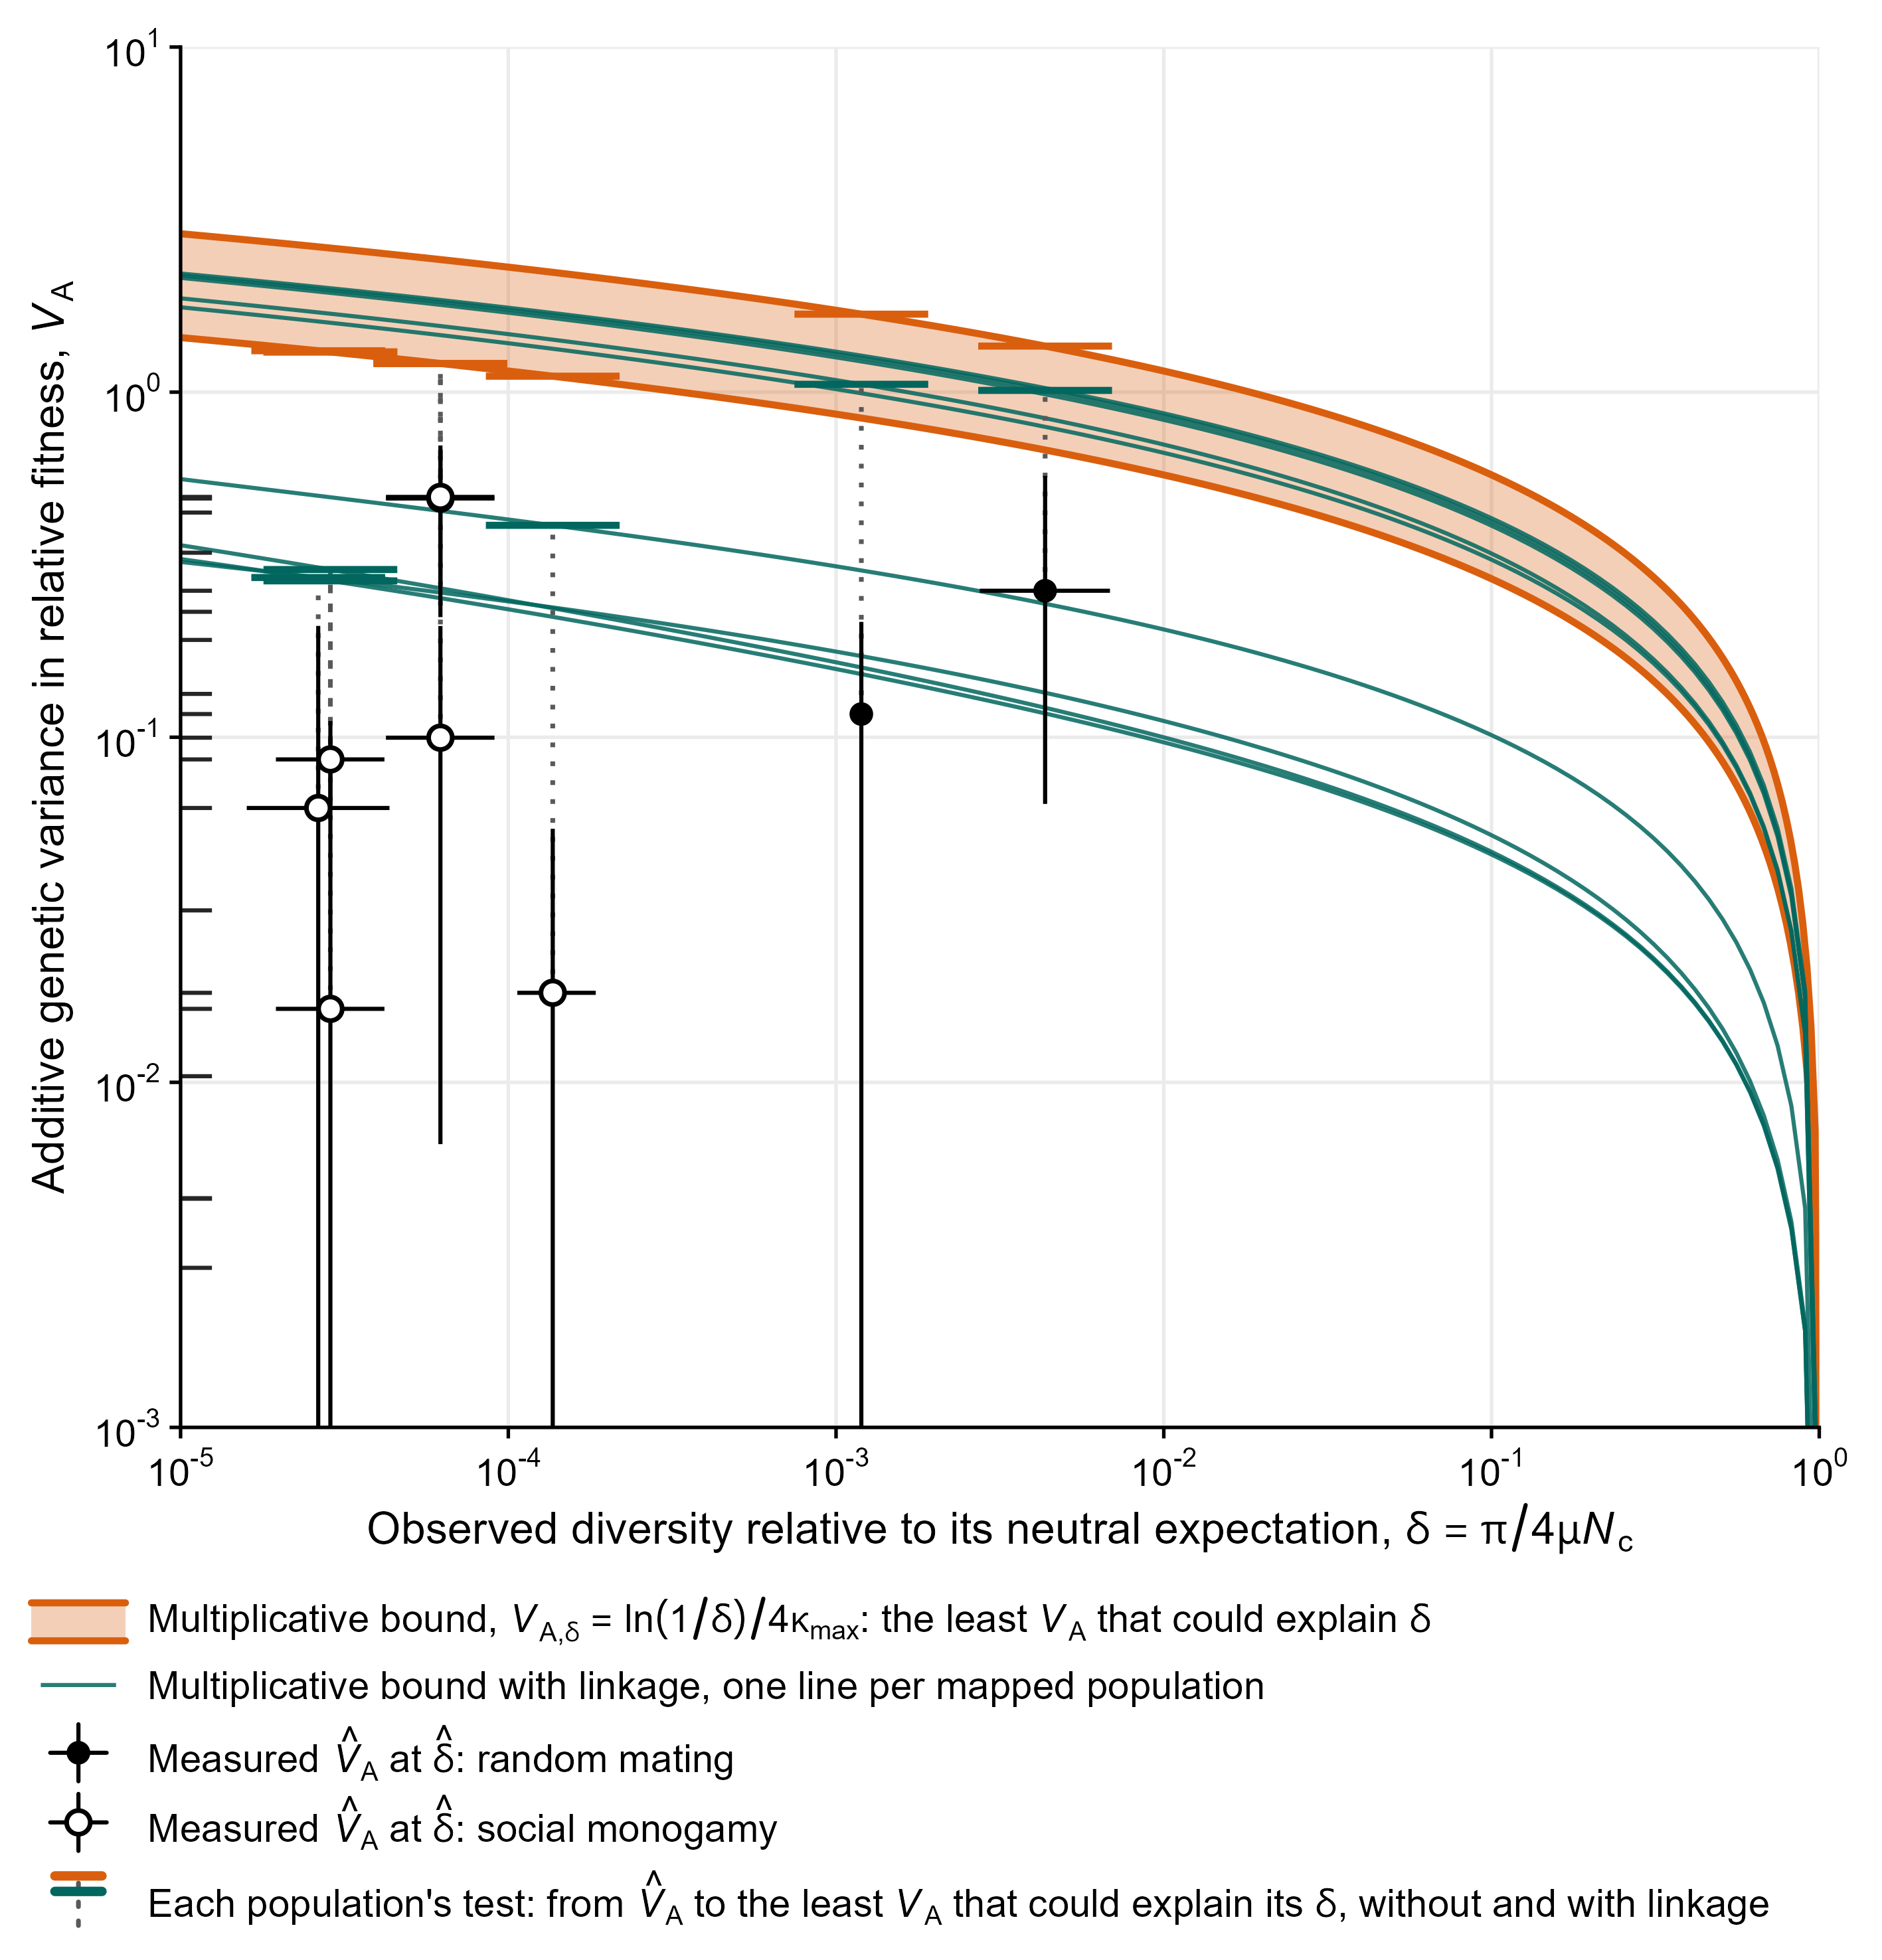 Additive genetic variance in relative fitness, V_A
10^1
10^0
10^-1
10^-2
10^-3
10^-5
10^-4
10^-3
10^-2
10^-1
10^0
Observed diversity relative to its neutral expectation, δ = π/4μN_c
Multiplicative bound, V_A,δ = ln(1/δ)/4κ_max: the least V_A that could explain δ
Multiplicative bound with linkage, one line per mapped population
Measured V̂_A at δ̂: random mating
Measured V̂_A at δ̂: social monogamy
Each population's test: from V̂_A to the least V_A that could explain its δ, without and with linkage